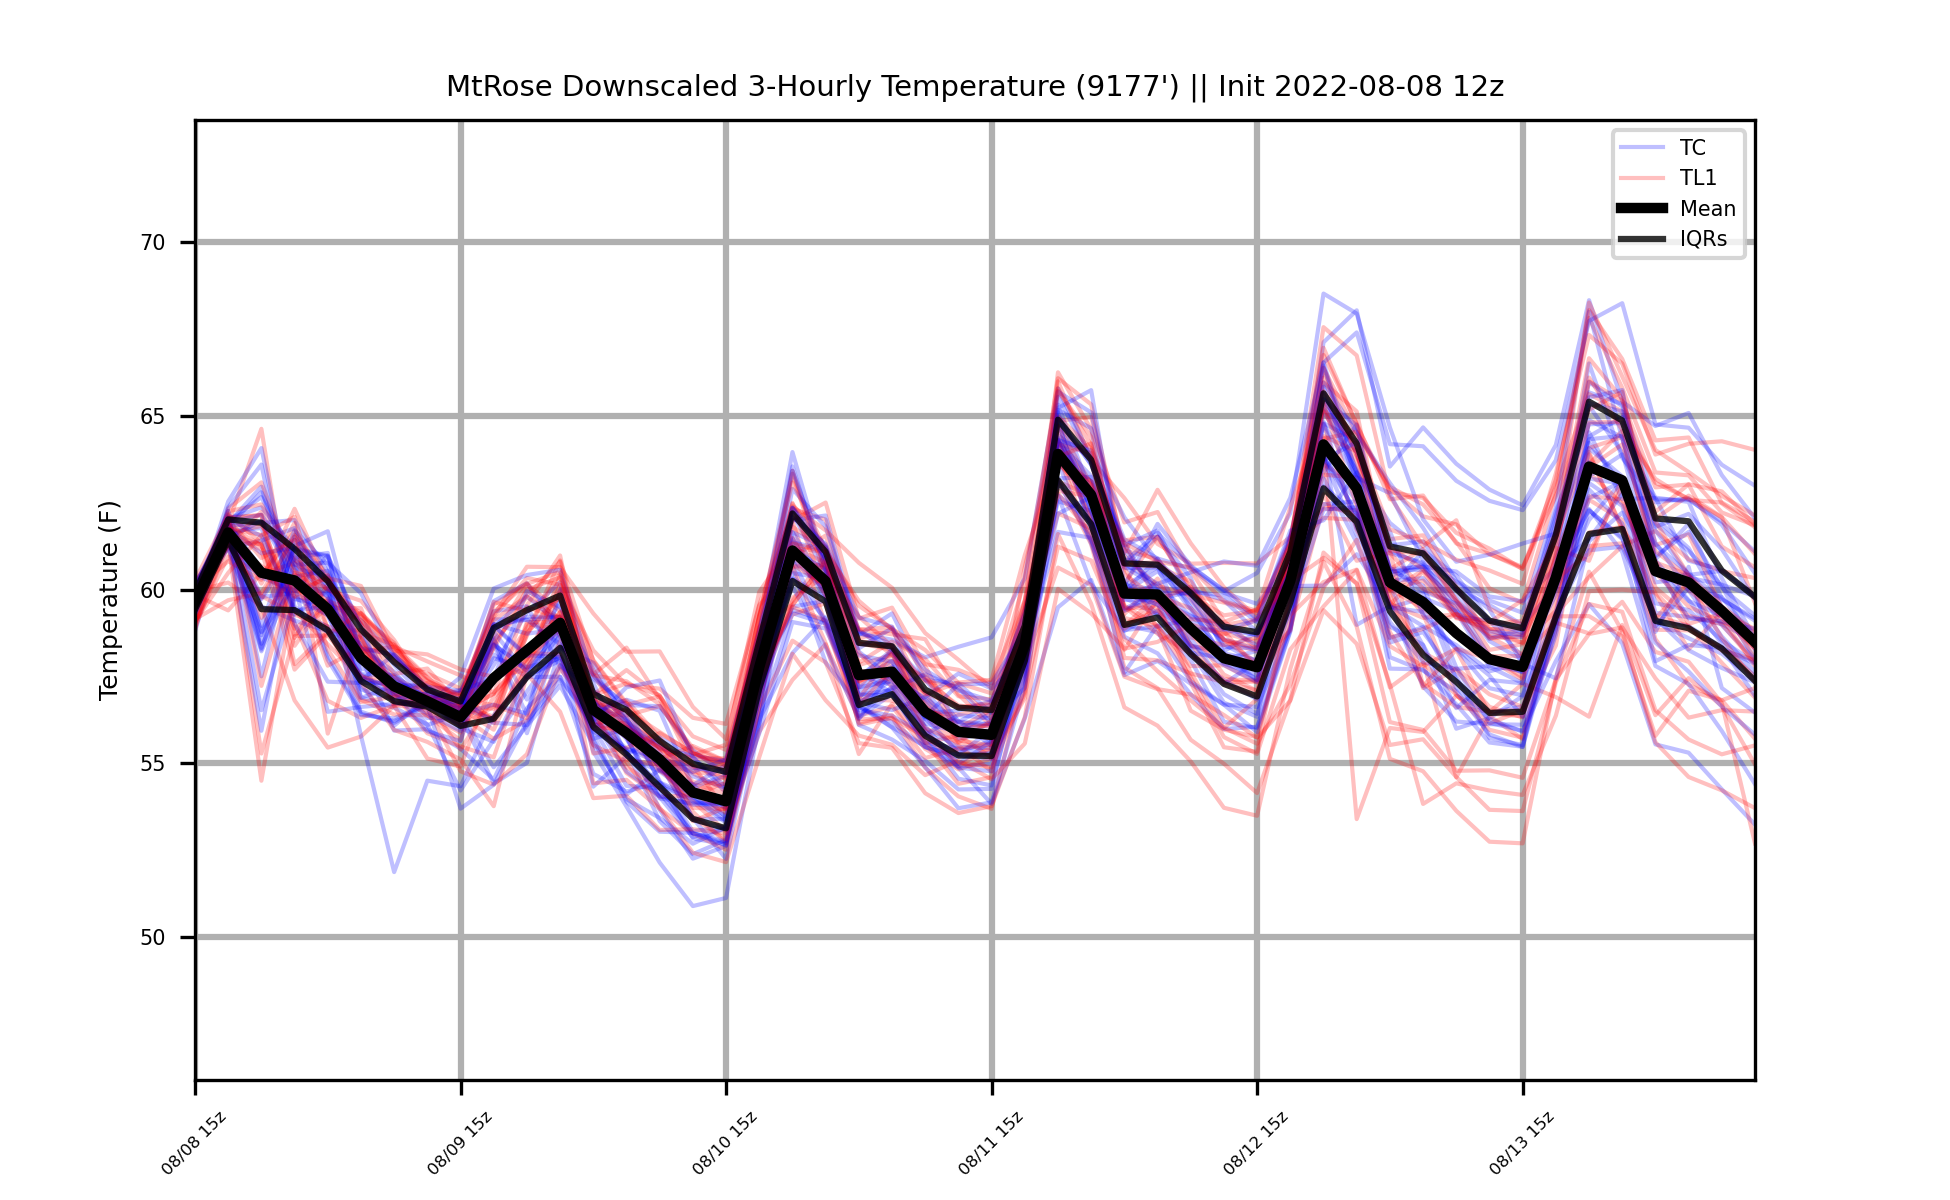 MtRose Downscaled 3-Hourly Temperature (9177') || Init 2022-08-08 12z
TC
TL1
Mean
IQRs
Temperature (F)
70
65
60
55
50
08/08 15z
08/09 15z
08/10 15z
08/11 15z
08/12 15z
08/13 15z